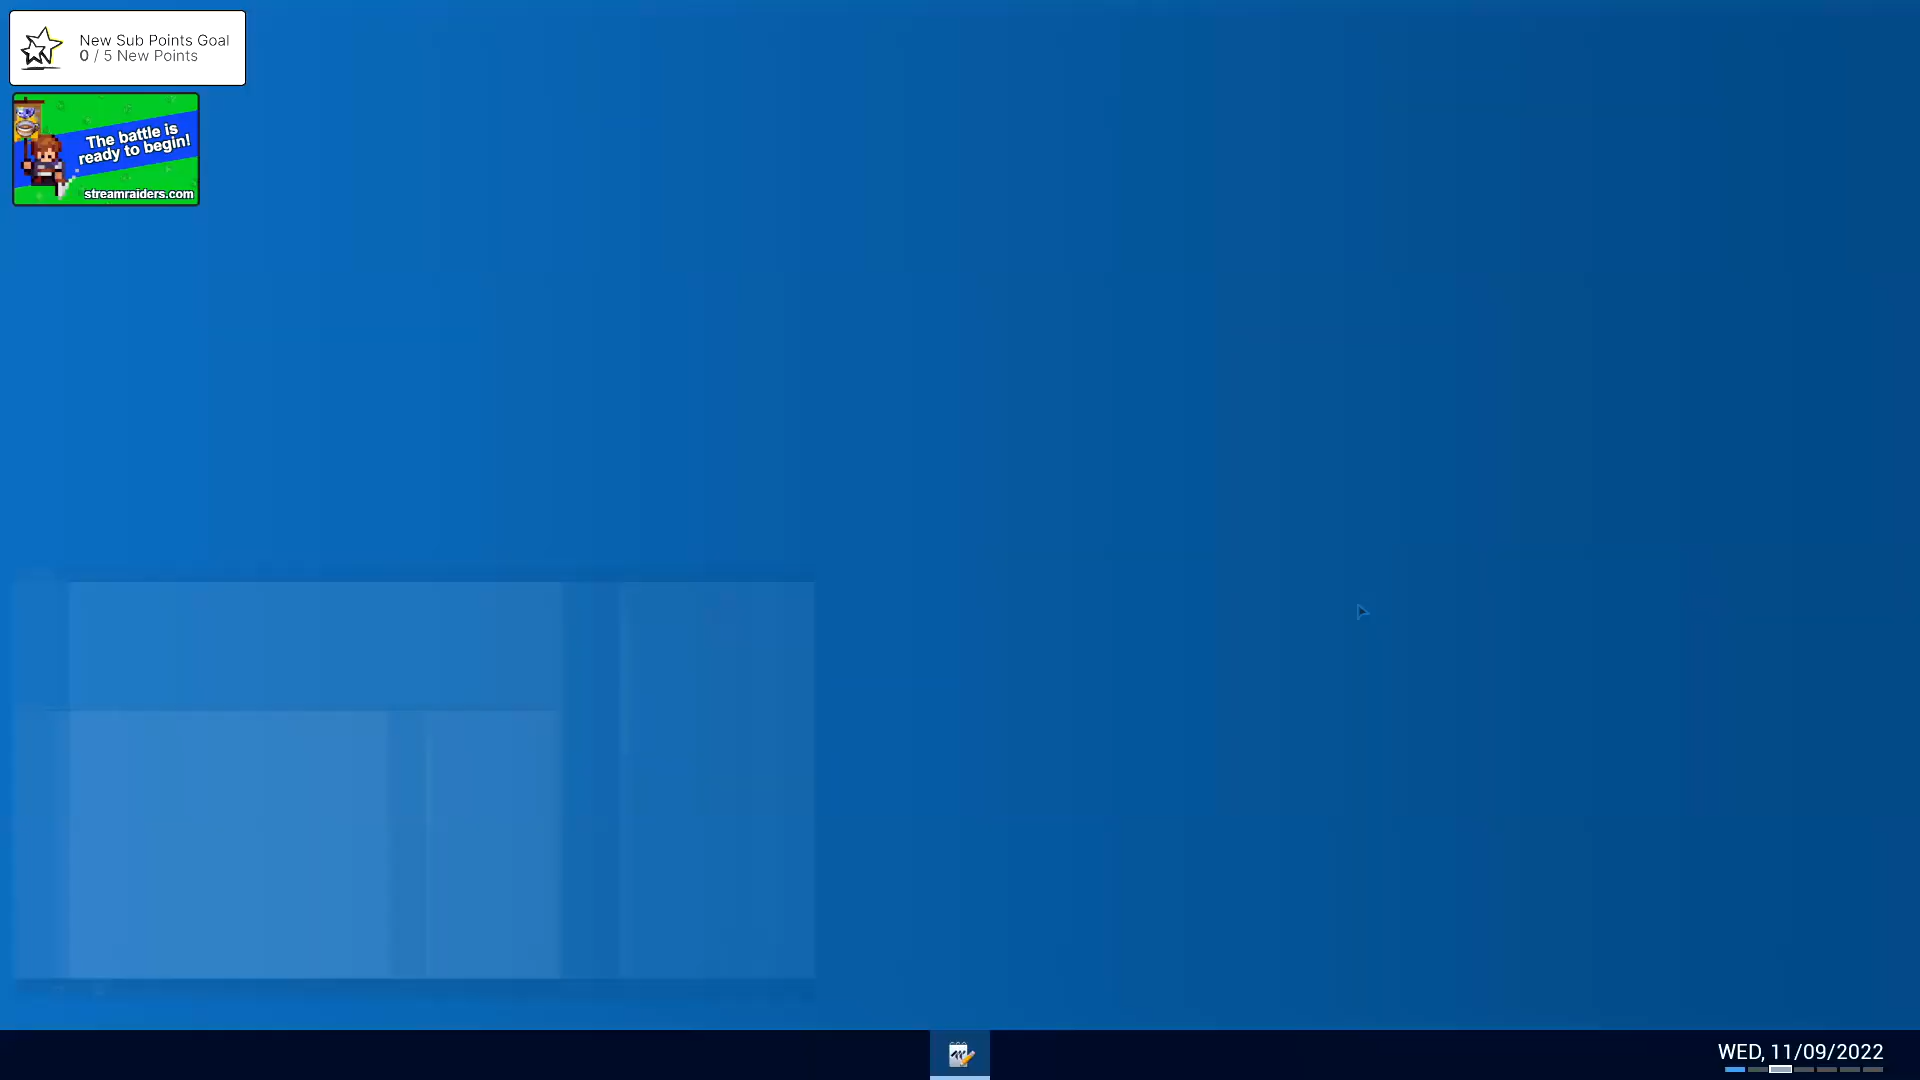 New Sub Points Goal
0 / 5 New Points
The battle is
ready to begin!
streamraiders.com
WED, 11/09/2022